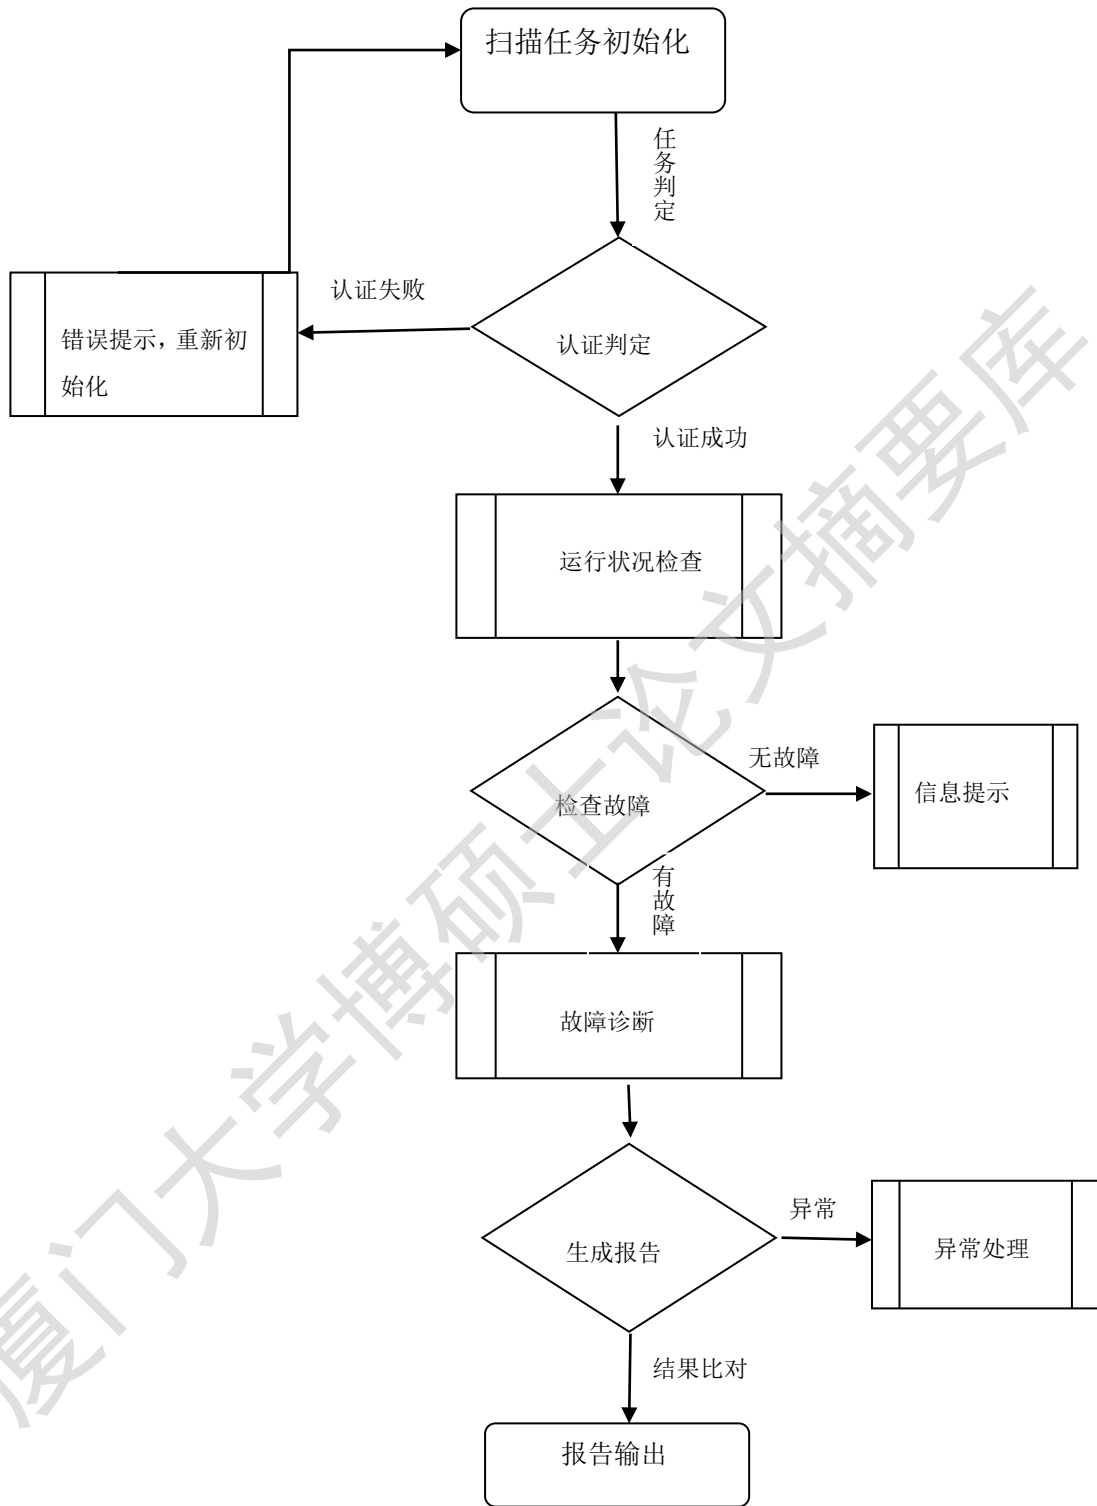 扫描任务初始化
任务判定
认证失败
错误提示，重新初
始化
认证判定
认证成功
运行状况检查
无故障
检查故障
信息提示
有故障
故障诊断
异常
生成报告
异常处理
结果比对
报告输出
厦门大学博硕士论文摘要库